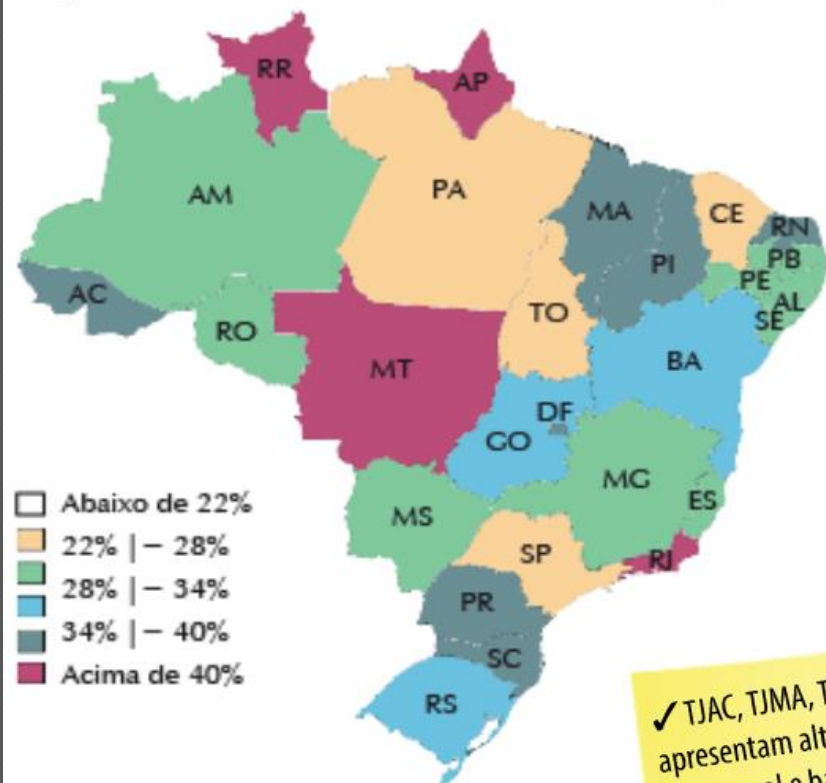 RR
AP
AM
PA
MA
CE
RN
PB
PI
PE
AC
AL
TO
SE
RO
BA
MT
DF
GO
MG
ES
MS
SP
RJ
PR
SC
RS
Abaixo de 22%
22% |– 28%
28% |– 34%
34% |– 40%
Acima de 40%
✓ TJAC, TJMA,
apresentam